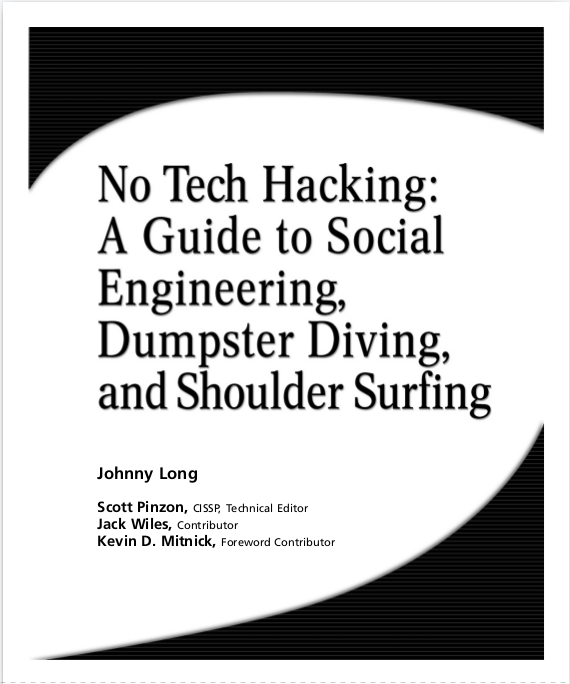 No Tech Hacking:
A Guide to Social
Engineering,
Dumpster Diving,
and Shoulder Surfing
Johnny Long
Scott Pinzon, CISSP, Technical Editor
Jack Wiles, Contributor
Kevin D. Mitnick, Foreword Contributor